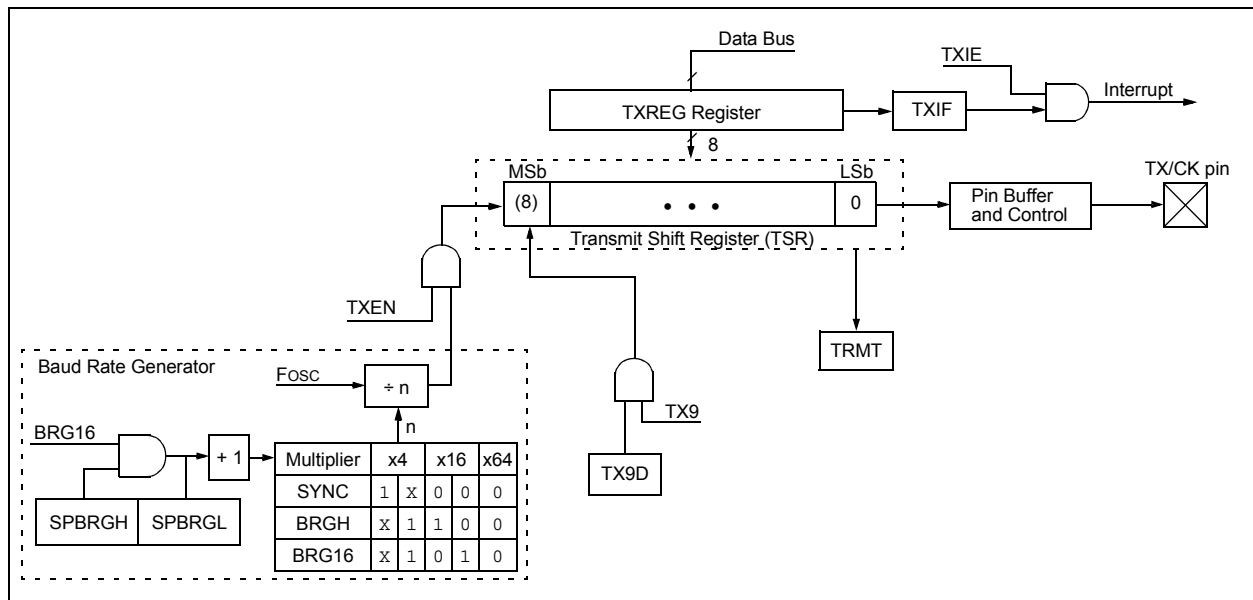 Data Bus
TXIE
Interrupt
TXREG Register
TXIF
8
MSb
LSb
TX/CK pin
(8)
• • •
0
Pin Buffer
and Control
Transmit Shift Register (TSR)
TXEN
TRMT
Baud Rate Generator
FOSC
÷ n
TX9
n
BRG16
+ 1
TX9D
Multiplier x4 x16 x64
SYNC 1 X 0 0 0
BRGH X 1 1 0 0
BRG16 X 1 0 1 0
SPBRGH SPBRGL